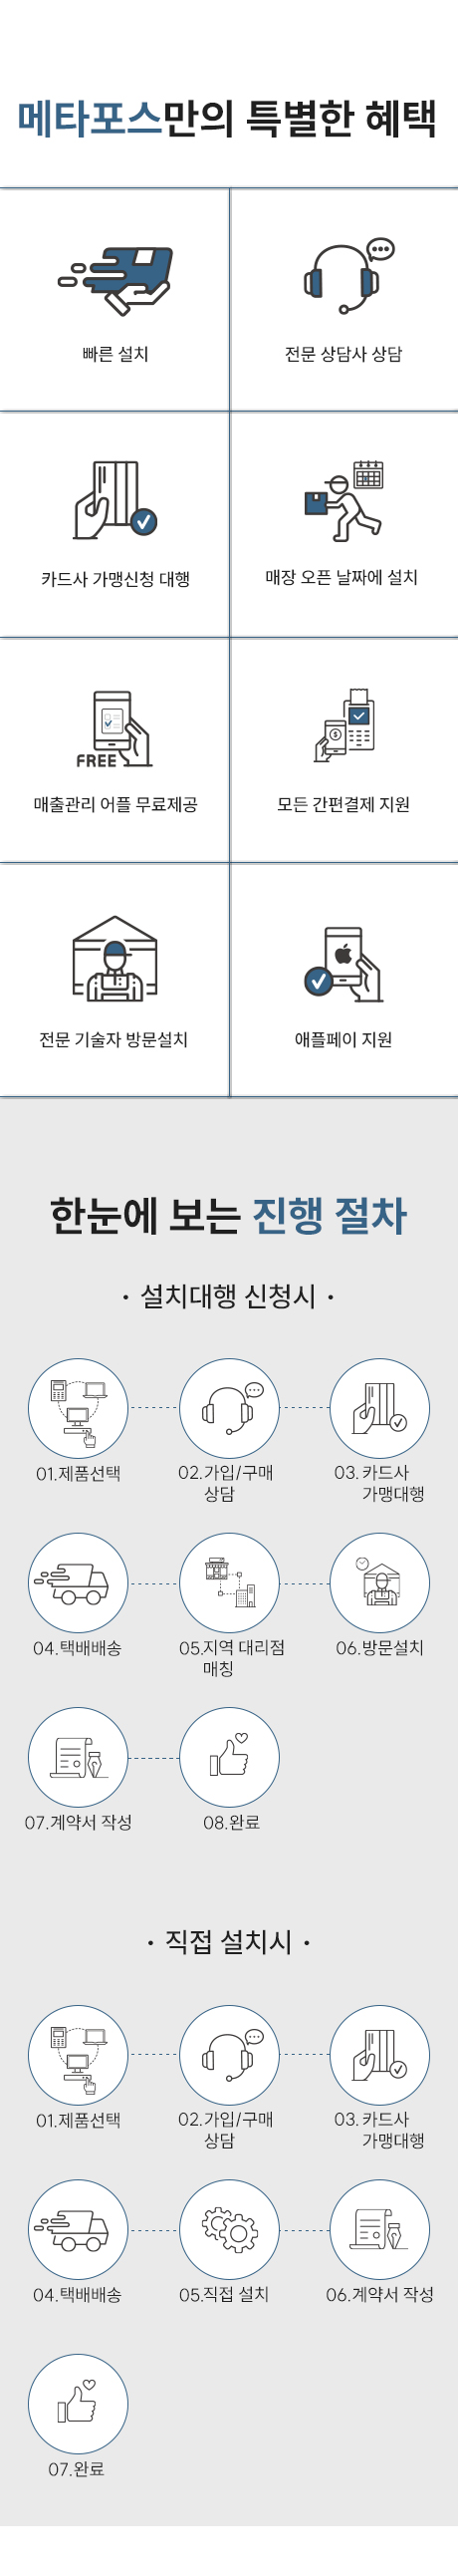 메타포스만의 특별한 혜택
빠른 설치
전문 상담사 상담
카드사 가맹신청 대행
매장 오픈 날짜에 설치
FREE
매출관리 어플 무료제공
모든 간편결제 지원
전문 기술자 방문설치
애플페이 지원
한눈에 보는 진행 절차
• 설치대행 신청시 •
01.제품선택
02.가입/구매
상담
03. 카드사
가맹대행
04.택배배송
05.지역 대리점
매칭
06.방문설치
07.계약서 작성
08.완료
• 직접 설치시 •
01.제품선택
02.가입/구매
상담
03. 카드사
가맹대행
04.택배배송
05.직접 설치
06.계약서 작성
07.완료